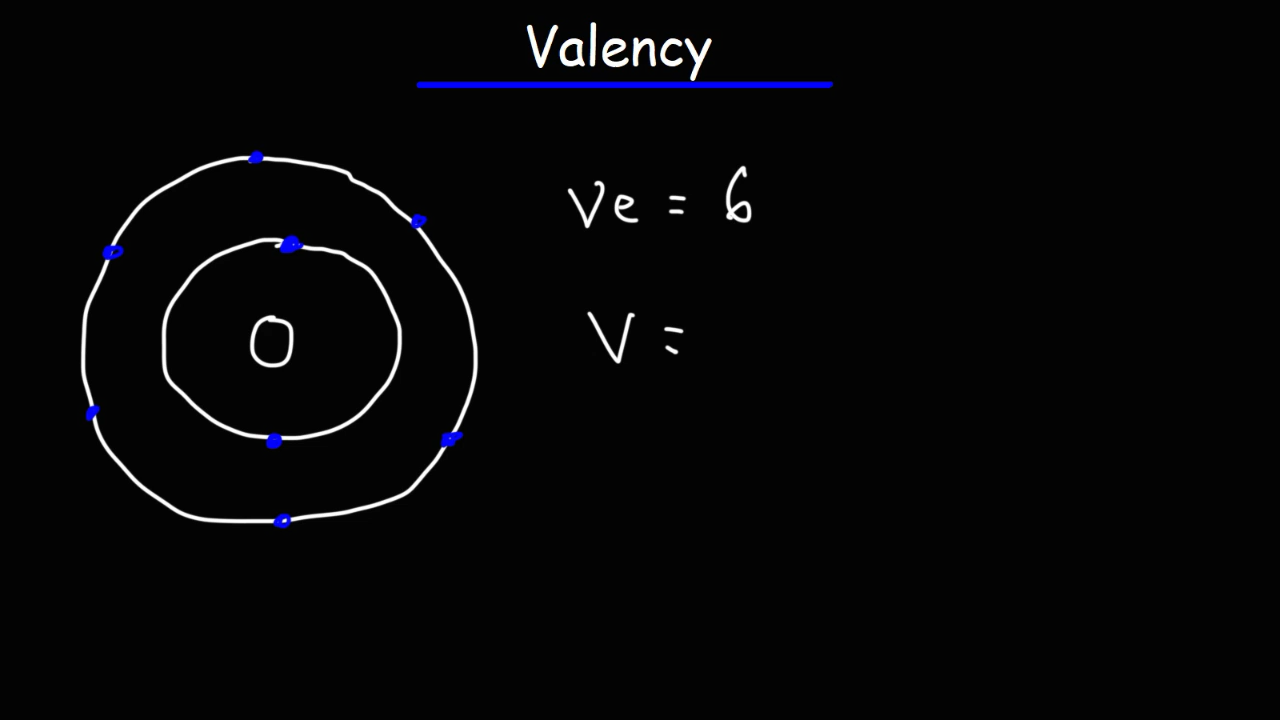 Valency
ve = 6
O
V =